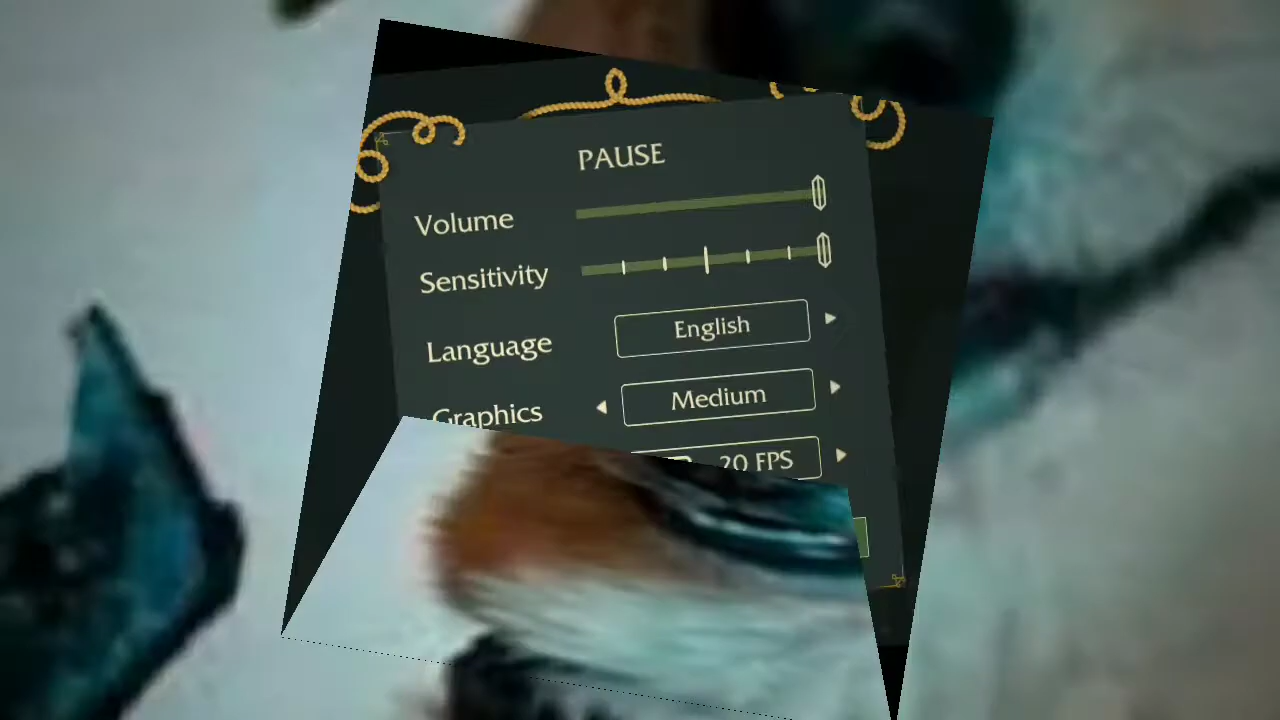 PAUSE
Volume
Sensitivity
Language English
Graphics Medium
20 FPS